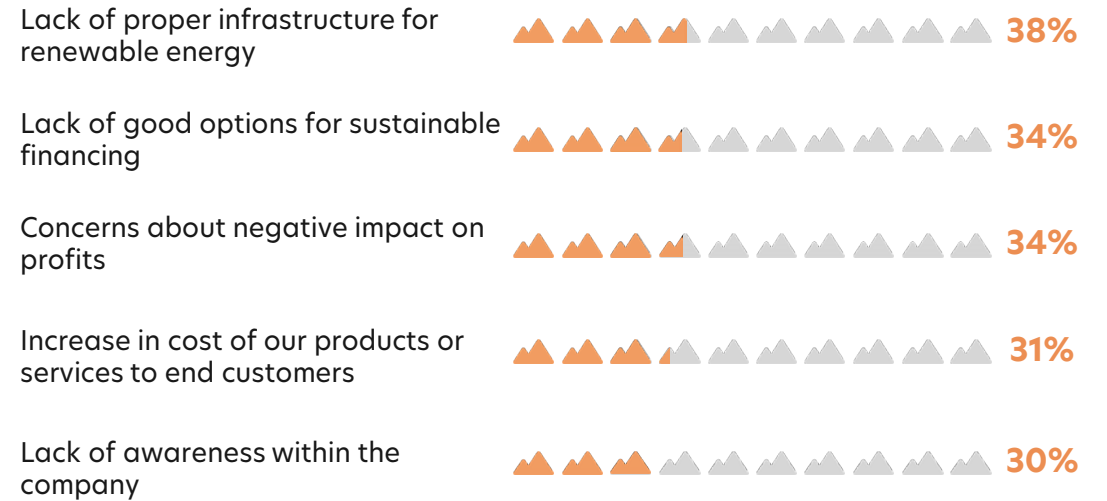 Lack of proper infrastructure for
renewable energy
38%
Lack of good options for sustainable
financing
34%
Concerns about negative impact on
profits
34%
Increase in cost of our products or
services to end customers
31%
Lack of awareness within the
company
30%